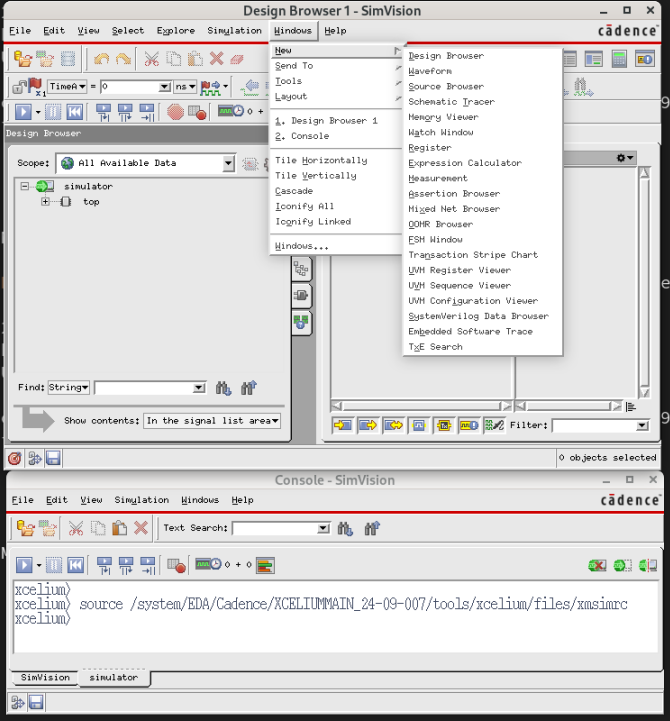 Design Browser 1 - SimVision
File Edit View Select Explore Simulation Windows Help
cādence
TimeA = 0 ns
0 +
Design Browser
Scope: All Available Data
simulator
top
Find: String
Show contents: In the signal list area
New
Send To
Tools
Layout
1. Design Browser 1
2. Console
Tile Horizontally
Tile Vertically
Cascade
Iconify All
Iconify Linked
Windows...
Design Browser
Waveform
Source Browser
Schematic Tracer
Memory Viewer
Watch Window
Register
Expression Calculator
Measurement
Assertion Browser
Mixed Net Browser
OOMR Browser
FSM Window
Transaction Stripe Chart
UVM Register Viewer
UVM Sequence Viewer
UVM Configuration Viewer
SystemVerilog Data Browser
Embedded Software Trace
TxE Search
Filter:
0 objects selected
Console - SimVision
File Edit View Simulation Windows Help
cādence
Text Search:
0 + 0
xcelium>
xcelium> source /system/EDA/Cadence/XCELIUMMAIN_24-09-007/tools/xcelium/files/xmsimrc
xcelium>
SimVision simulator